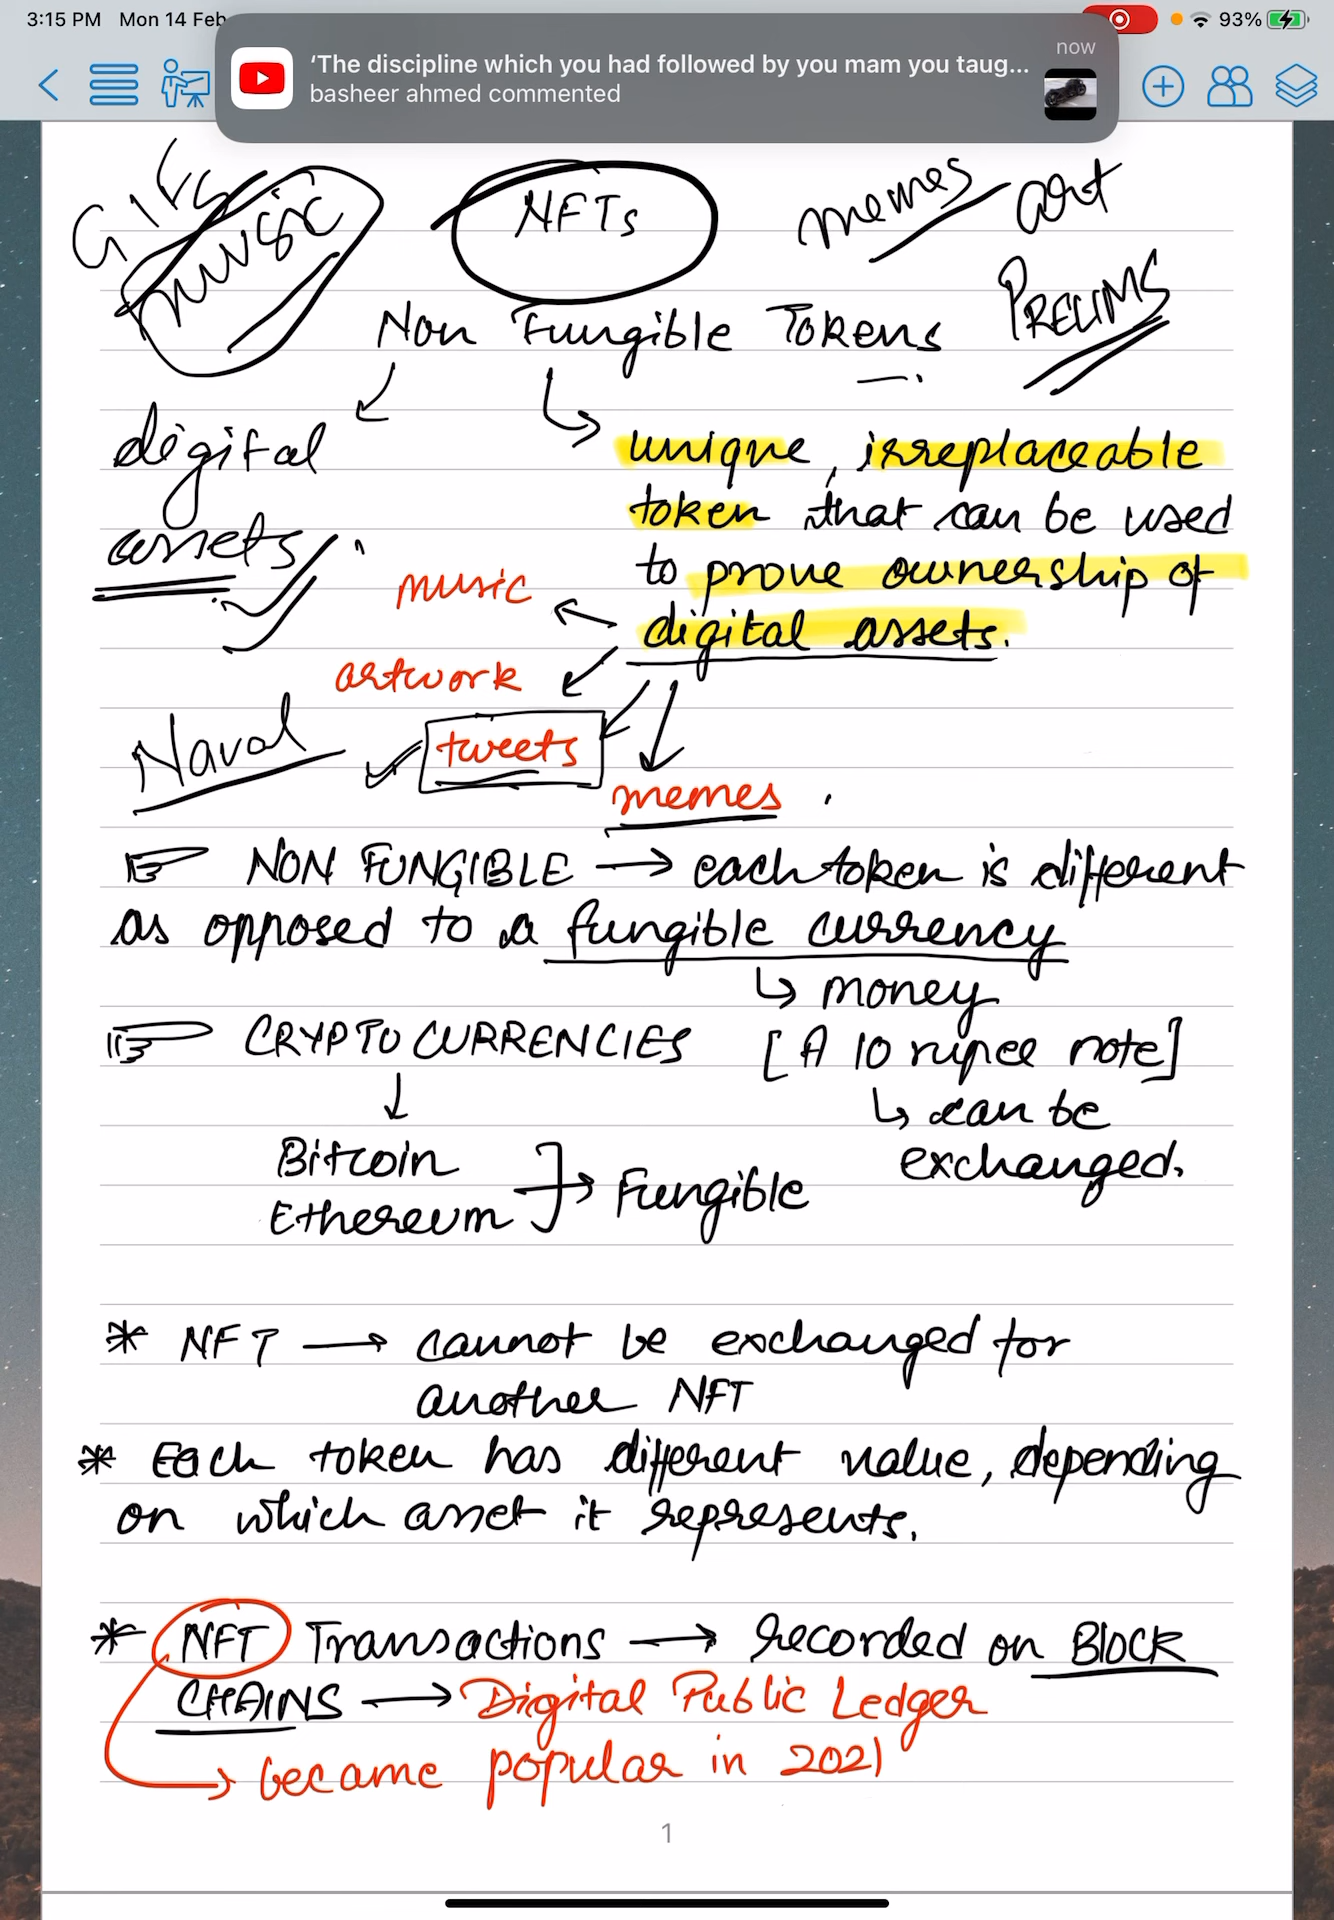 3:15 PM Mon 14 Feb
93%
now
‘The discipline which you had followed by you mam you taug...
basheer ahmed commented
GIFs
music
NFTs
memes
art
PRELIMS
Non Fungible Tokens
digital
assets
unique, irreplaceable
token that can be used
to prove ownership of
digital assets.
music
artwork
Naval
tweets
memes
NON FUNGIBLE → each token is different
as opposed to a fungible currency
↳ money
CRYPTO CURRENCIES [A 10 rupee note]
↓
↳ can be
exchanged.
Bitcoin
Ethereum
→ Fungible
* NFT → cannot be exchanged for
another NFT
* Each token has different value, depending
on which asset it represents.
* NFT Transactions → recorded on BLOCK
CHAINS → Digital Public Ledger
→ became popular in 2021
1